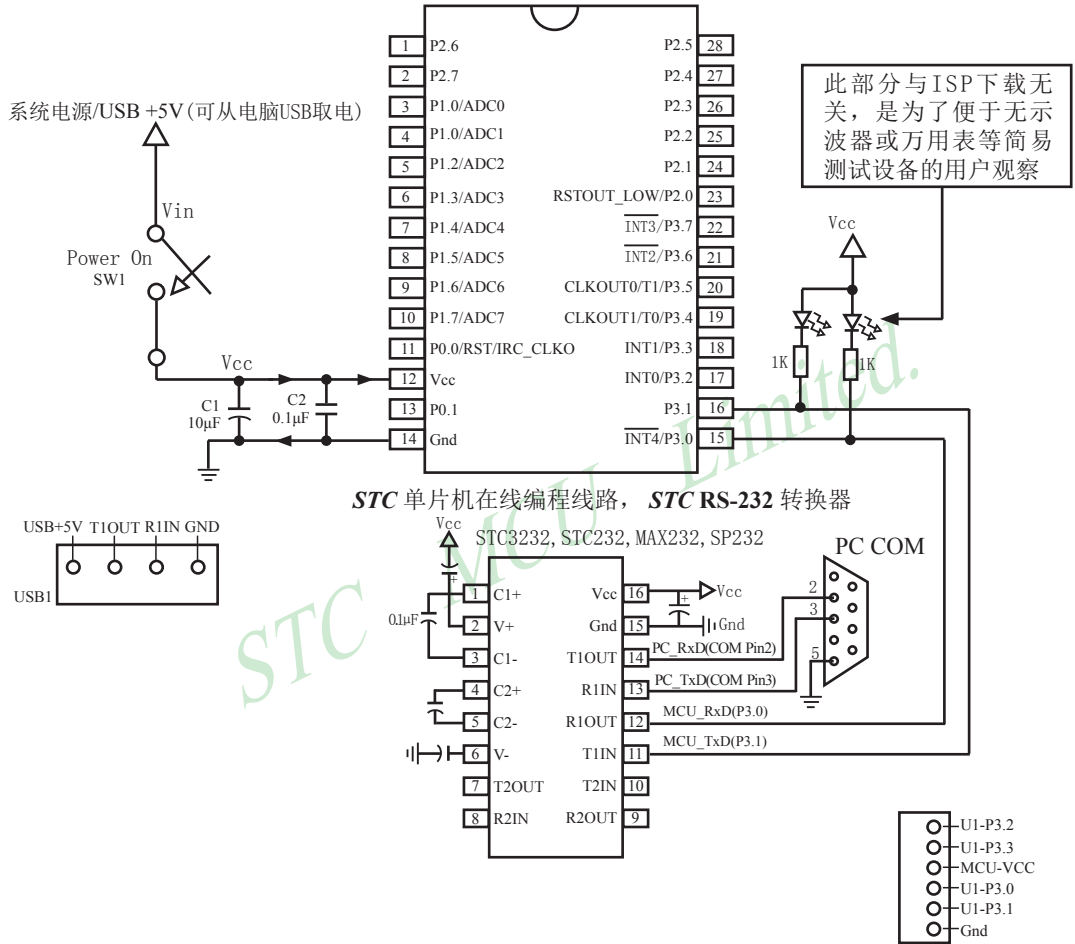 系统电源/USB +5V(可从电脑USB取电)
Vin
Power On
SW1
Vcc
C1
10μF
C2
0.1μF
1 P2.6
2 P2.7
3 P1.0/ADC0
4 P1.0/ADC1
5 P1.2/ADC2
6 P1.3/ADC3
7 P1.4/ADC4
8 P1.5/ADC5
9 P1.6/ADC6
10 P1.7/ADC7
11 P0.0/RST/IRC_CLKO
12 Vcc
13 P0.1
14 Gnd
P2.5 28
P2.4 27
P2.3 26
P2.2 25
P2.1 24
RSTOUT_LOW/P2.0 23
INT3/P3.7 22
INT2/P3.6 21
CLKOUT0/T1/P3.5 20
CLKOUT1/T0/P3.4 19
INT1/P3.3 18
INT0/P3.2 17
P3.1 16
INT4/P3.0 15
此部分与ISP下载无
关，是为了便于无示
波器或万用表等简易
测试设备的用户观察
Vcc
1K
1K
STC 单片机在线编程线路， STC RS-232 转换器
STC3232,STC232,MAX232,SP232
USB+5V T1OUT R1IN GND
USB1
Vcc
0.1μF
1 C1+
2 V+
3 C1-
4 C2+
5 C2-
6 V-
7 T2OUT
8 R2IN
Vcc 16
Gnd 15
T1OUT 14
R1IN 13
R1OUT 12
T1IN 11
T2IN 10
R2OUT 9
Vcc
Gnd
PC_RxD(COM Pin2)
PC_TxD(COM Pin3)
MCU_RxD(P3.0)
MCU_TxD(P3.1)
PC COM
2
3
5
U1-P3.2
U1-P3.3
MCU-VCC
U1-P3.0
U1-P3.1
Gnd
STC MCU Limited.